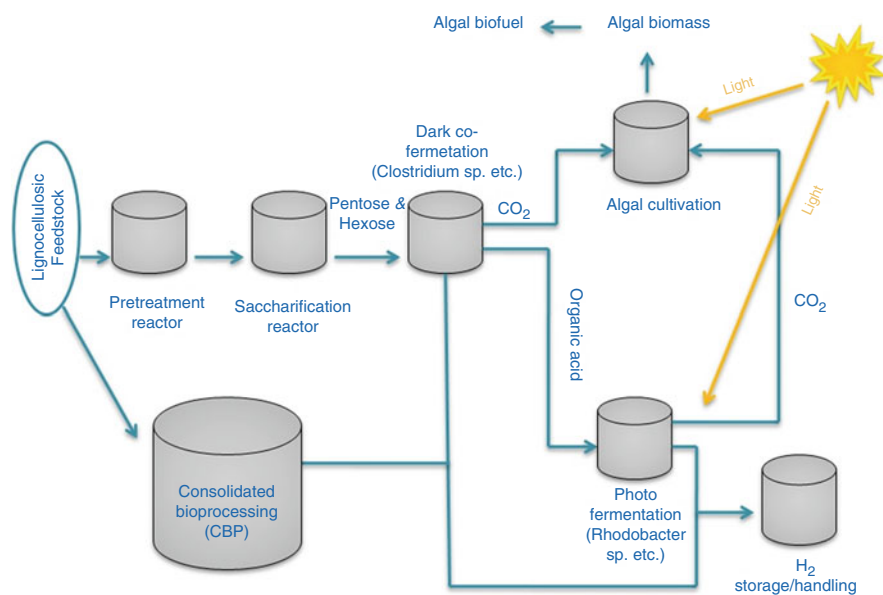 Algal biofuel
Algal biomass
Light
Dark co-
fermetation
(Clostridium sp. etc.)
Lignocellulosic
Feedstock
Pentose &
Hexose
CO2
Algal cultivation
Light
Pretreatment
reactor
Saccharification
reactor
Organic acid
CO2
Consolidated
bioprocessing
(CBP)
Photo
fermentation
(Rhodobacter
sp. etc.)
H2
storage/handling